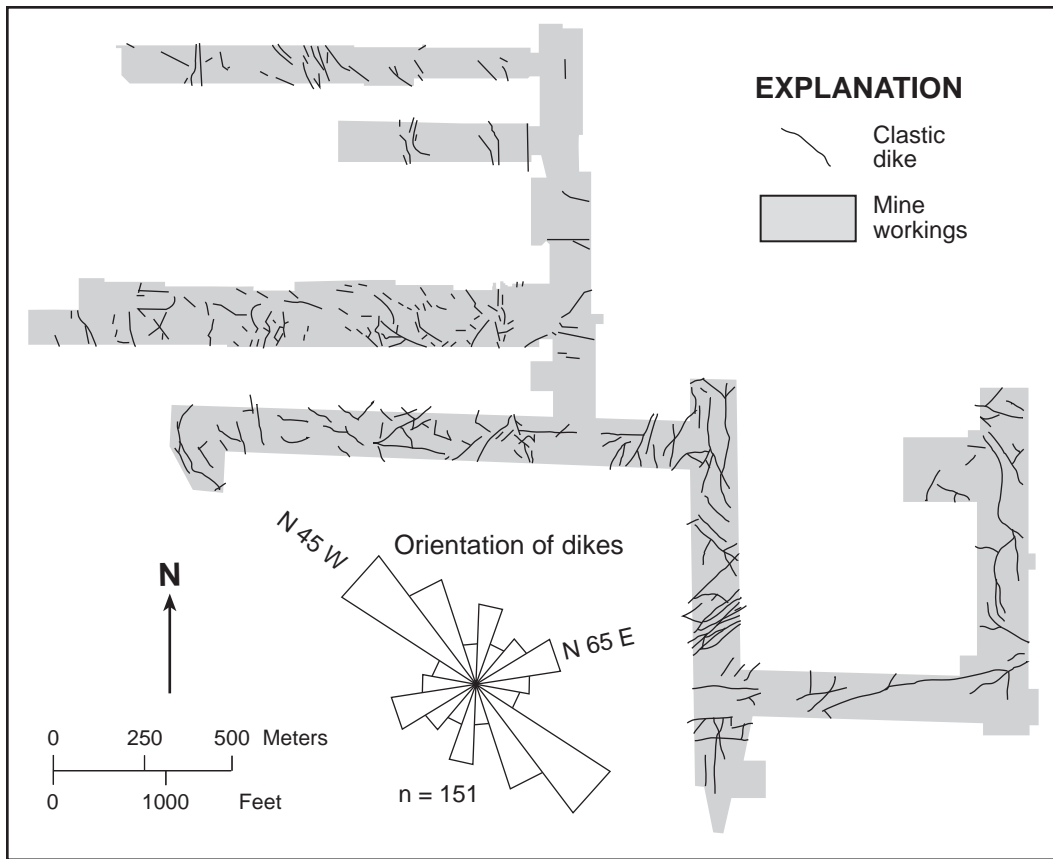 EXPLANATION
Clastic
dike
Mine
workings
Orientation of dikes
N 45 W
N 65 E
n = 151
N
0 250 500 Meters
0 1000 Feet